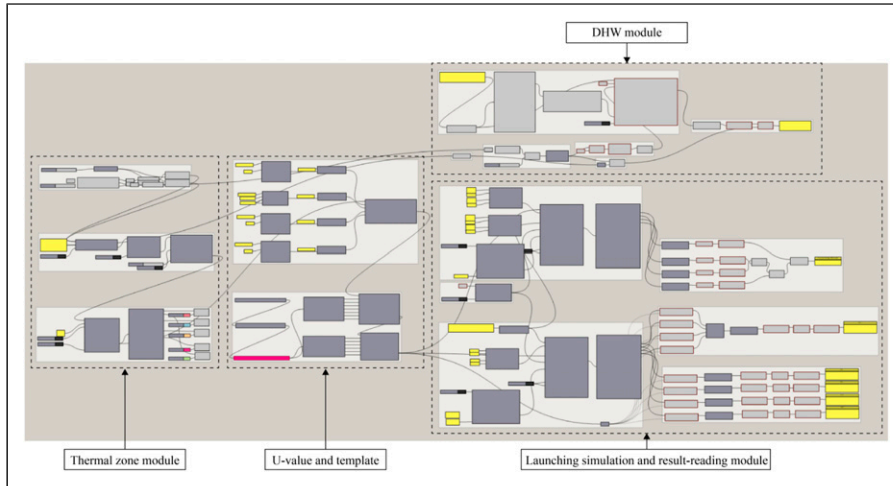 DHW module
Thermal zone module
U-value and template
Launching simulation and result-reading module